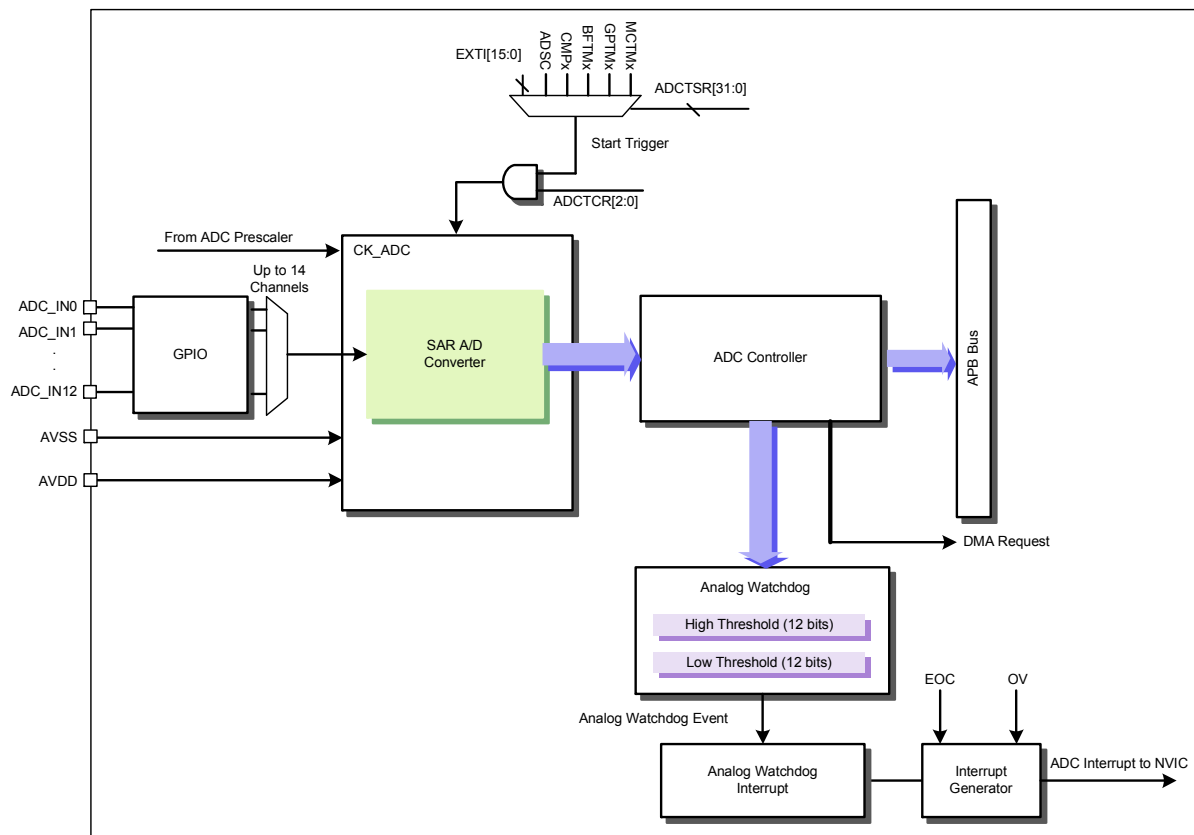 EXTI[15:0]
ADSC
CMPx
BFTMx
GPTMx
MCTMx
ADCTSR[31:0]
Start Trigger
ADCTCR[2:0]
From ADC Prescaler
CK_ADC
Up to 14
Channels
ADC_IN0
ADC_IN1
.
.
ADC_IN12
GPIO
SAR A/D
Converter
ADC Controller
APB Bus
AVSS
AVDD
DMA Request
Analog Watchdog
High Threshold (12 bits)
Low Threshold (12 bits)
Analog Watchdog Event
EOC
OV
Analog Watchdog
Interrupt
Interrupt
Generator
ADC Interrupt to NVIC